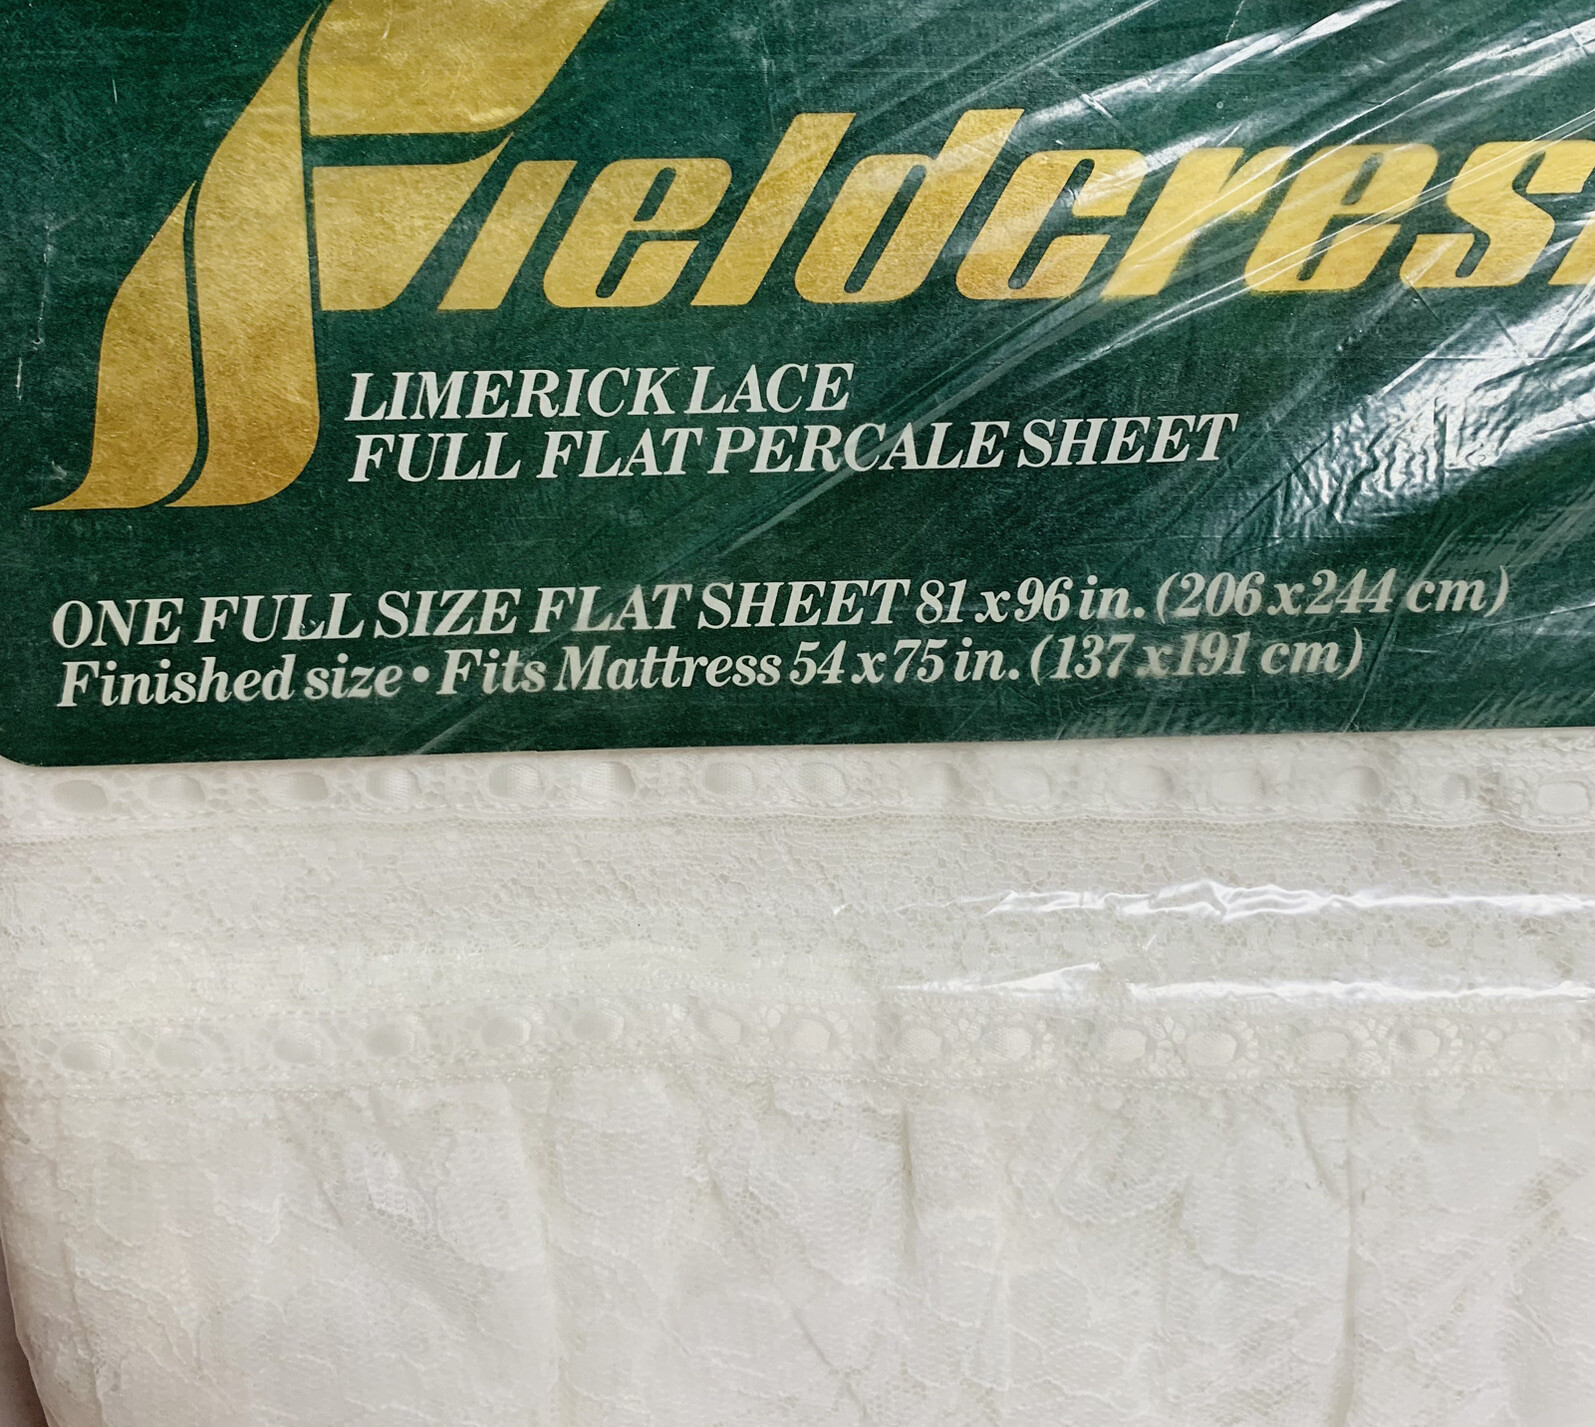 Fieldcrest
LIMERICK LACE
FULL FLAT PERCALE SHEET
ONE FULL SIZE FLAT SHEET 81 x 96 in. (206 x 244 cm)
Finished size • Fits Mattress 54 x 75 in. (137 x 191 cm)